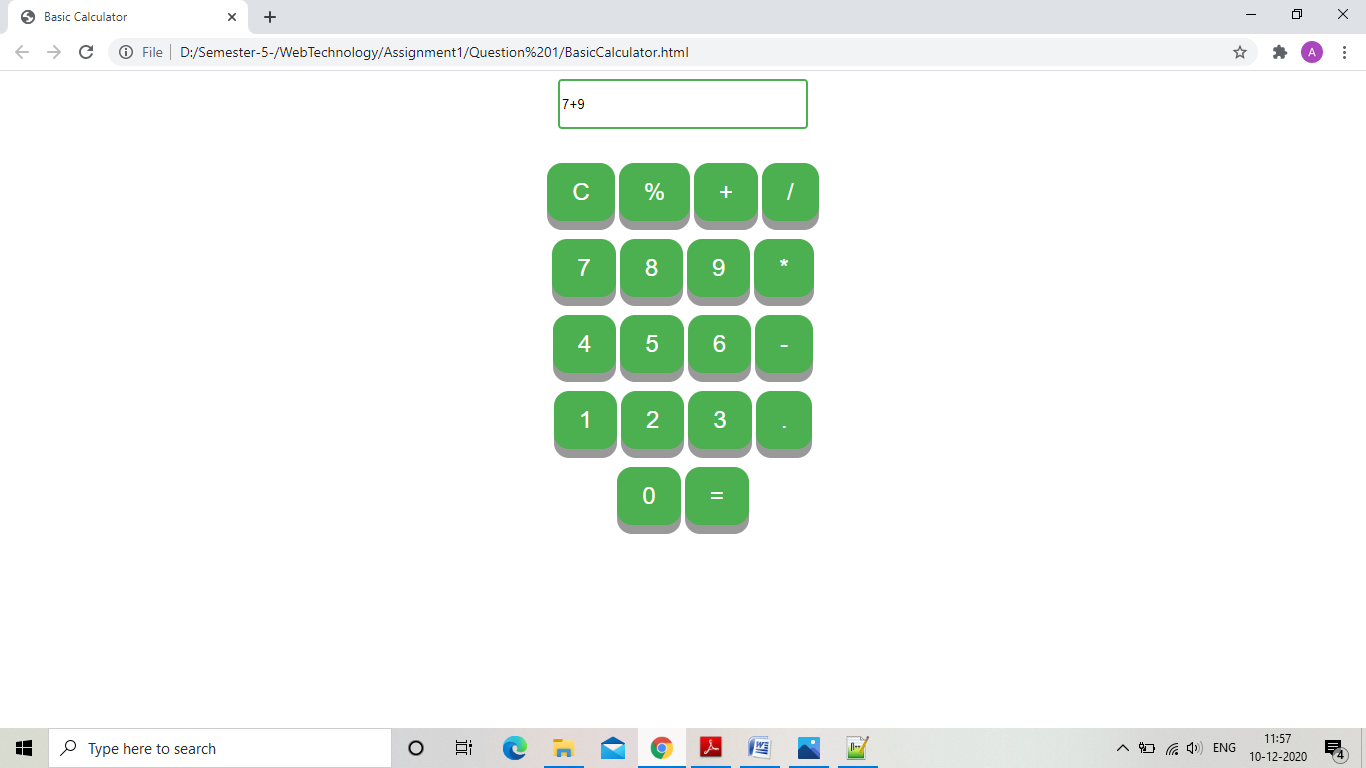 Basic Calculator
File D:/Semester-5-/WebTechnology/Assignment1/Question%201/BasicCalculator.html
A
7+9
C % + /
7 8 9 *
4 5 6 -
1 2 3 .
0 =
Type here to search
W
ENG
11:57
10-12-2020
4